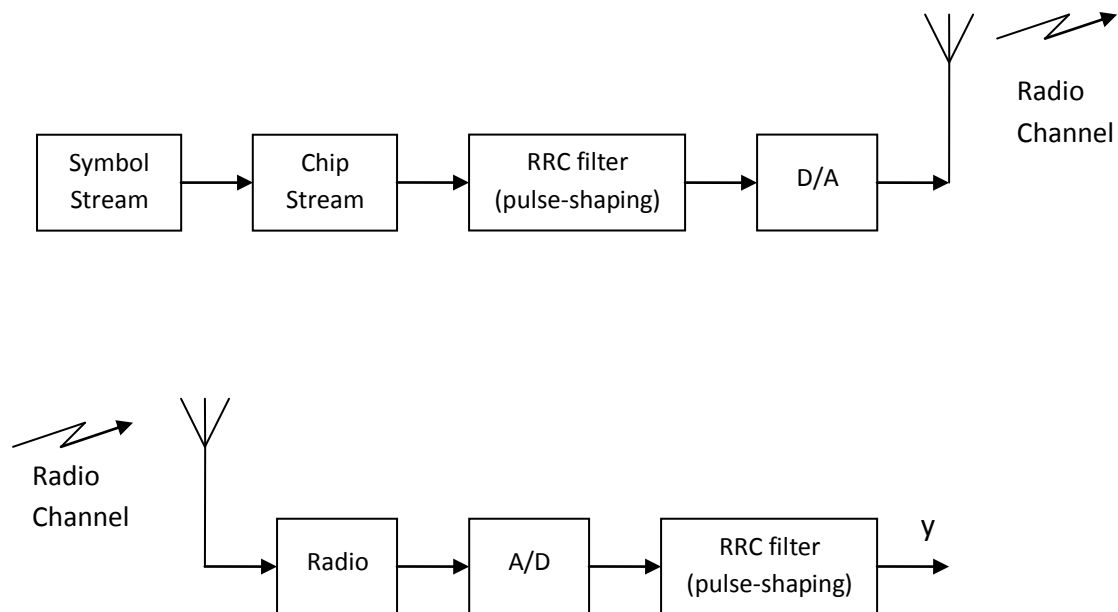 Radio
Channel
Symbol
Stream
Chip
Stream
RRC filter
(pulse-shaping)
D/A
Radio
Channel
Radio
A/D
RRC filter
(pulse-shaping)
y